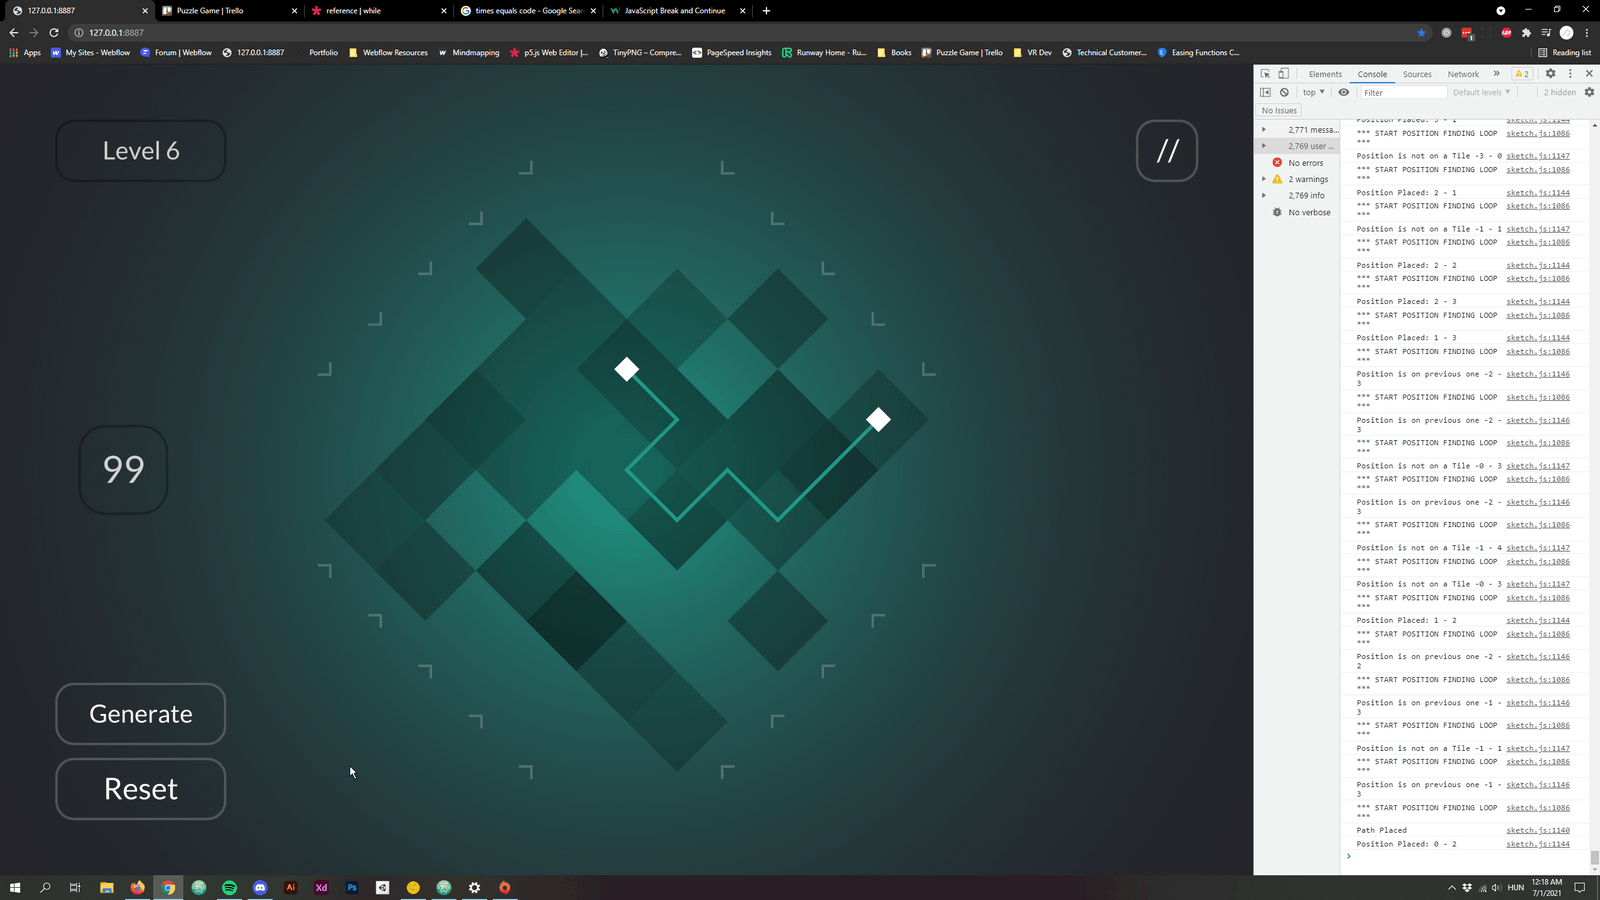 127.0.0.1:8887
Puzzle Game | Trello
reference | while
times equals code - Google Sear
JavaScript Break and Continue
127.0.0.1:8887
Apps
My Sites - Webflow
Forum | Webflow
127.0.0.1:8887
Portfolio
Webflow Resources
Mindmapping
p5.js Web Editor |...
TinyPNG – Compre...
PageSpeed Insights
Runway Home - Ru...
Books
Puzzle Game | Trello
VR Dev
Technical Customer...
Easing Functions C...
Reading list
Level 6
//
99
Generate
Reset
Elements
Console
Sources
Network
»
2
top
Filter
Default levels
2 hidden
No Issues
2,771 messa...
2,769 user ...
No errors
2 warnings
2,769 info
No verbose
*** START POSITION FINDING LOOP sketch.js:1086
***
Position is not on a Tile -3 - 0 sketch.js:1147
*** START POSITION FINDING LOOP sketch.js:1086
***
Position Placed: 2 - 1 sketch.js:1144
*** START POSITION FINDING LOOP sketch.js:1086
***
Position is not on a Tile -1 - 1 sketch.js:1147
*** START POSITION FINDING LOOP sketch.js:1086
***
Position Placed: 2 - 2 sketch.js:1144
*** START POSITION FINDING LOOP sketch.js:1086
***
Position Placed: 2 - 3 sketch.js:1144
*** START POSITION FINDING LOOP sketch.js:1086
***
Position Placed: 1 - 3 sketch.js:1144
*** START POSITION FINDING LOOP sketch.js:1086
***
Position is on previous one -2 - sketch.js:1146
3
*** START POSITION FINDING LOOP sketch.js:1086
***
Position is on previous one -2 - sketch.js:1146
3
*** START POSITION FINDING LOOP sketch.js:1086
***
Position is not on a Tile -0 - 3 sketch.js:1147
*** START POSITION FINDING LOOP sketch.js:1086
***
Position is on previous one -2 - sketch.js:1146
3
*** START POSITION FINDING LOOP sketch.js:1086
***
Position is not on a Tile -1 - 4 sketch.js:1147
*** START POSITION FINDING LOOP sketch.js:1086
***
Position is not on a Tile -0 - 3 sketch.js:1147
*** START POSITION FINDING LOOP sketch.js:1086
***
Position Placed: 1 - 2 sketch.js:1144
*** START POSITION FINDING LOOP sketch.js:1086
***
Position is on previous one -2 - sketch.js:1146
2
*** START POSITION FINDING LOOP sketch.js:1086
***
Position is on previous one -1 - sketch.js:1146
3
*** START POSITION FINDING LOOP sketch.js:1086
***
Position is not on a Tile -1 - 1 sketch.js:1147
*** START POSITION FINDING LOOP sketch.js:1086
***
Position is on previous one -1 - sketch.js:1146
3
*** START POSITION FINDING LOOP sketch.js:1086
***
Path Placed sketch.js:1140
Position Placed: 0 - 2 sketch.js:1144
Ai
Xd
Ps
HUN
12:18 AM
7/1/2021